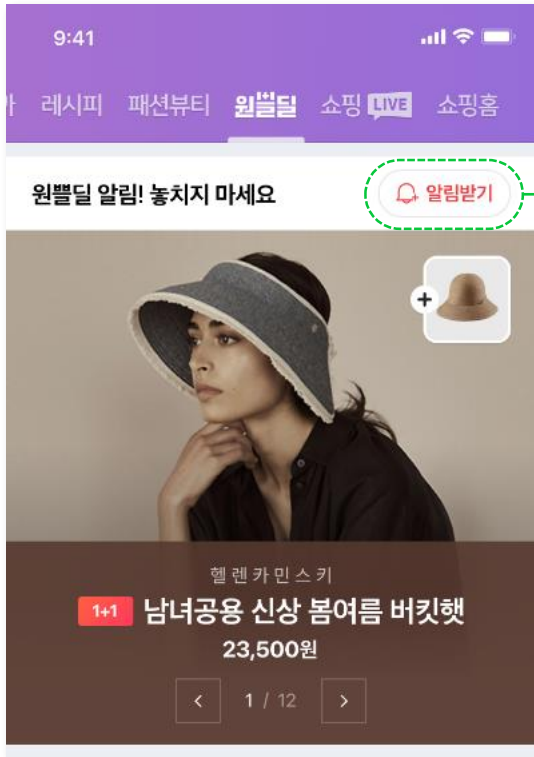 9:41
레시피 패션뷰티 원쁠딜 쇼핑 LIVE 쇼핑홈
원쁠딜 알림! 놓치지 마세요 알림받기
헬렌카민스키
1+1 남녀공용 신상 봄여름 버킷햇
23,500원
1 / 12